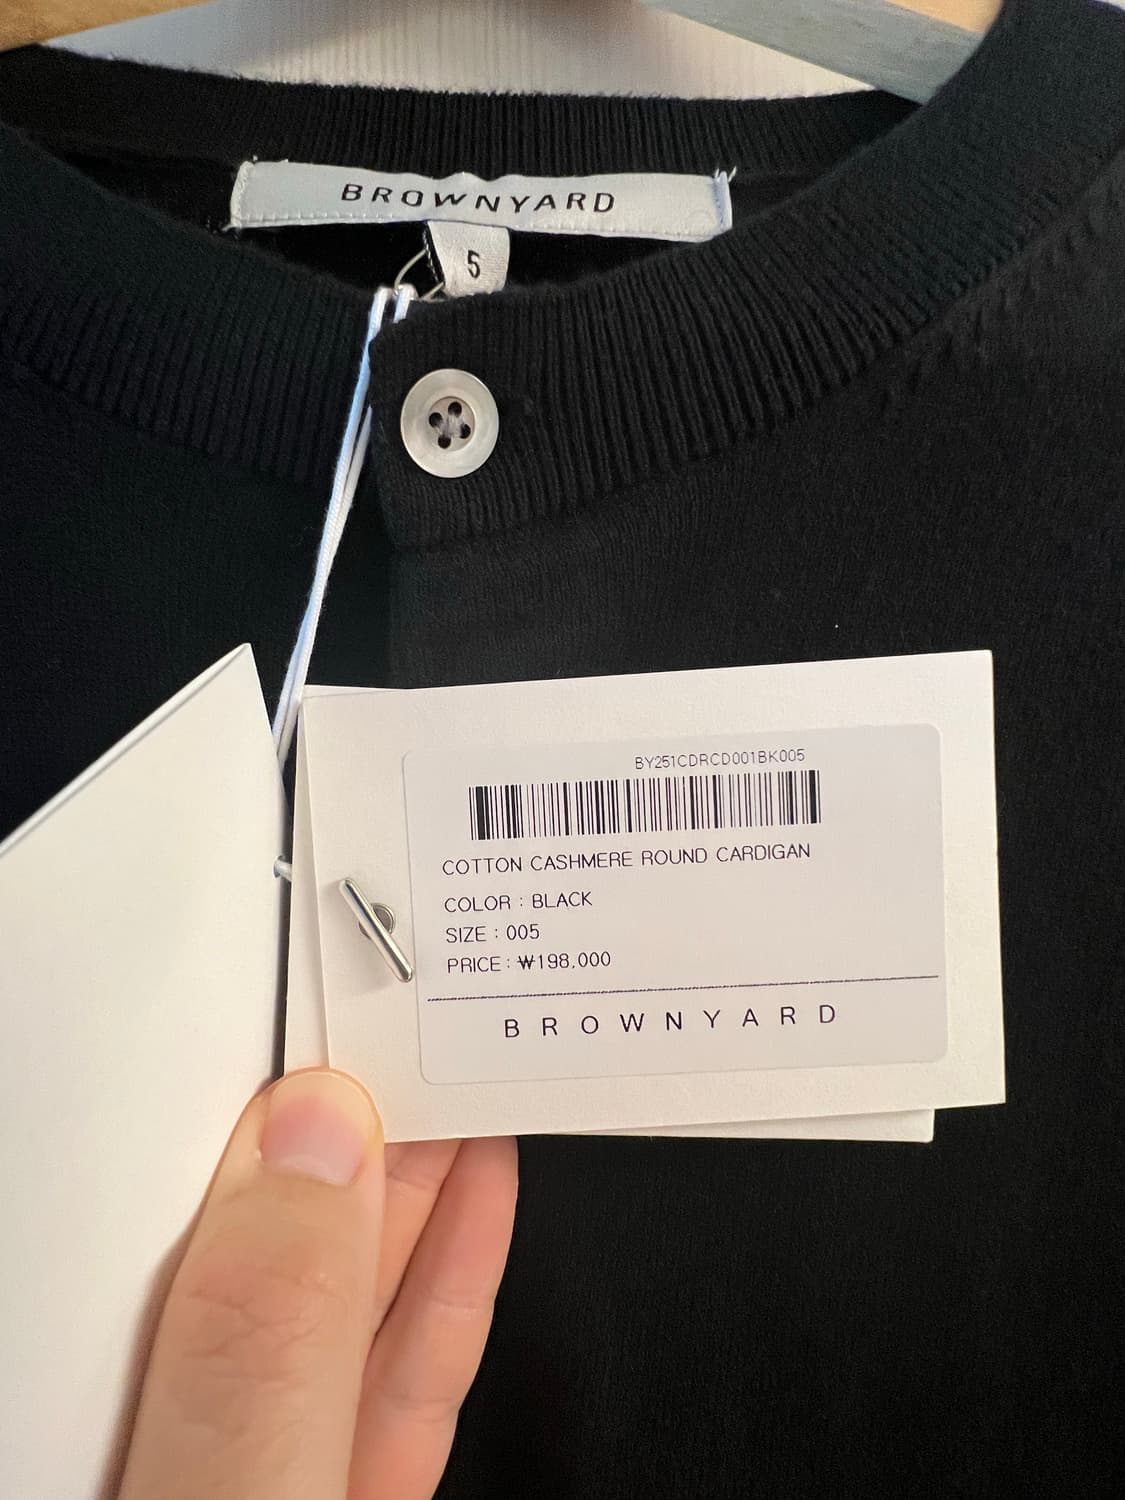 BROWNYARD
5
BY251CDRCD001BK005
COTTON CASHMERE ROUND CARDIGAN
COLOR : BLACK
SIZE : 005
PRICE : ₩198,000
BROWNYARD